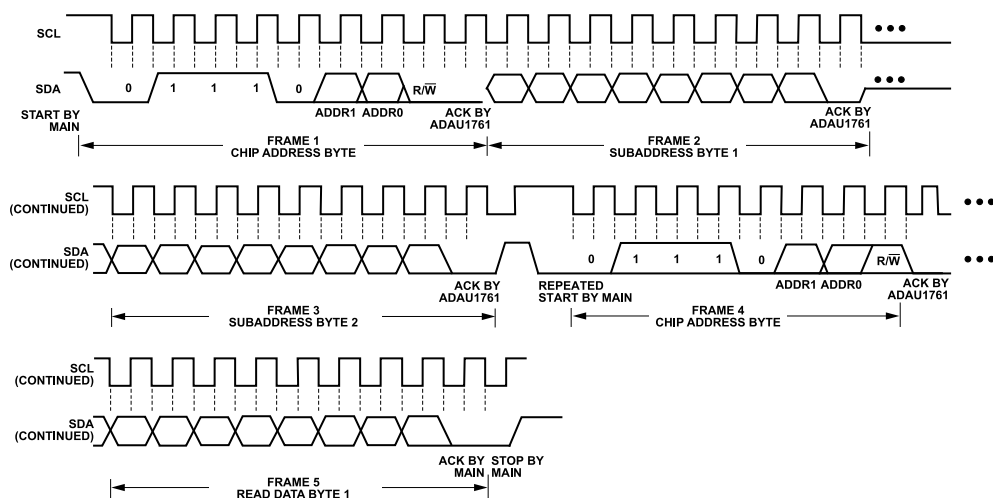 SCL
SDA
0 1 1 1 0 R/W̅
START BY
MAIN
ADDR1 ADDR0
ACK BY
ADAU1761
ACK BY
ADAU1761
FRAME 1
CHIP ADDRESS BYTE
FRAME 2
SUBADDRESS BYTE 1
SCL
(CONTINUED)
SDA
(CONTINUED)
0 1 1 1 0 R/W̅
ACK BY
ADAU1761
REPEATED
START BY MAIN
ADDR1 ADDR0
ACK BY
ADAU1761
FRAME 3
SUBADDRESS BYTE 2
FRAME 4
CHIP ADDRESS BYTE
SCL
(CONTINUED)
SDA
(CONTINUED)
ACK BY
MAIN
STOP BY
MAIN
FRAME 5
READ DATA BYTE 1